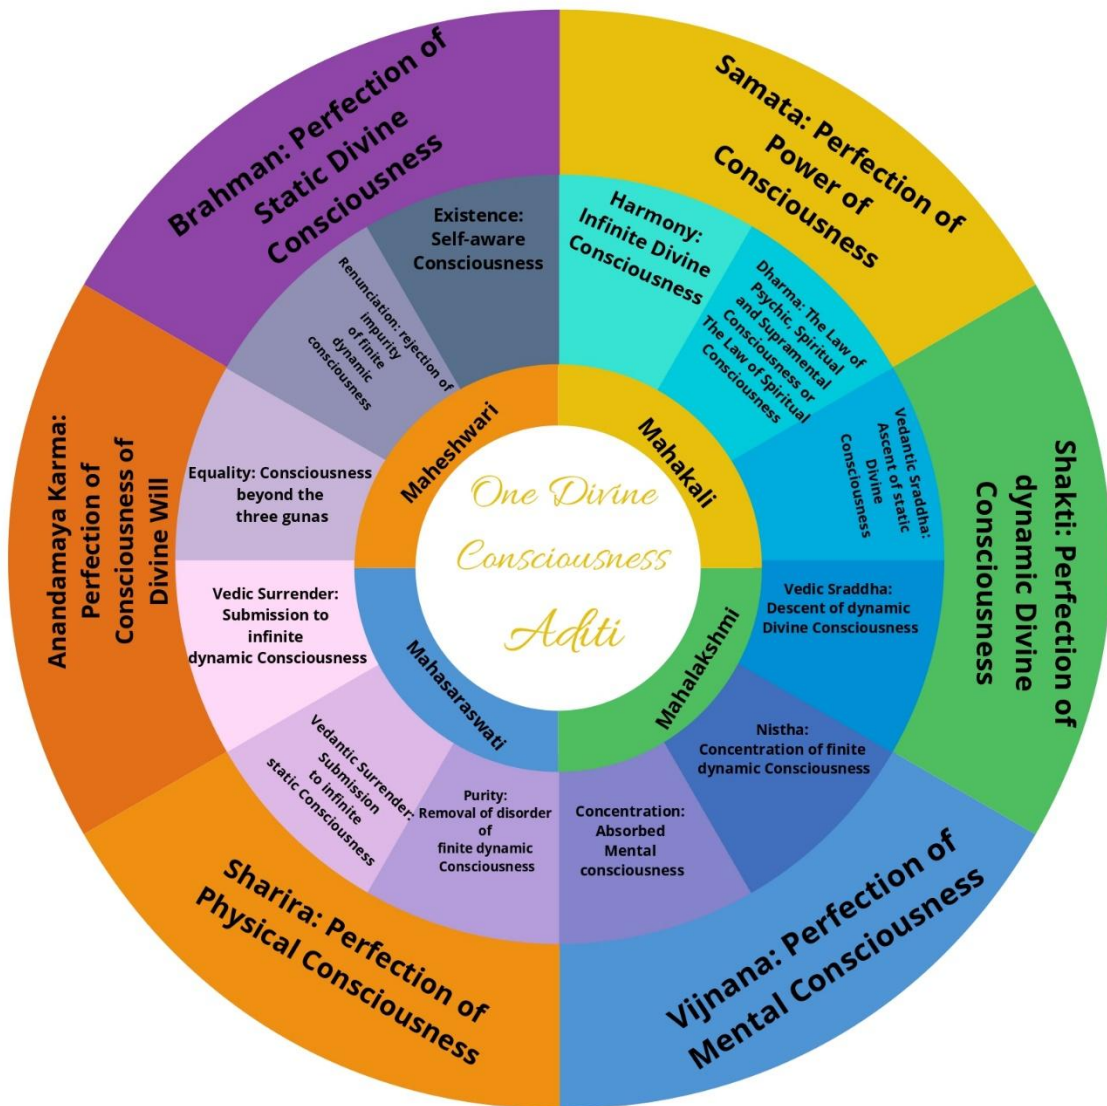 Brahman: Perfection of
Static Divine
Consciousness
Samata: Perfection of
Power of
Consciousness
Shakti: Perfection of
dynamic Divine
Consciousness
Vijnana: Perfection of
Mental Consciousness
Sharira: Perfection of
Physical Consciousness
Anandamaya Karma:
Perfection of
Consciousness of
Divine Will
Existence:
Self-aware
Consciousness
Harmony:
Infinite Divine
Consciousness
Dharma: The Law of
Psychic, Spiritual
and Supramental
Consciousness or
The Law of Spiritual
Consciousness
Vedantic Sraddha:
Ascent of static
Divine
Consciousness
Vedic Sraddha:
Descent of dynamic
Divine Consciousness
Nistha:
Concentration of finite
dynamic Consciousness
Concentration:
Absorbed
Mental
consciousness
Purity:
Removal of disorder
of
finite dynamic
Consciousness
Vedantic Surrender:
Submission
to infinite
static Consciousness
Vedic Surrender:
Submission to
infinite
dynamic Consciousness
Equality: Consciousness
beyond the
three gunas
Renunciation: rejection of
impurity
of finite
dynamic
consciousness
Maheshwari
Mahakali
Mahalakshmi
Mahasaraswati
One Divine
Consciousness
Aditi